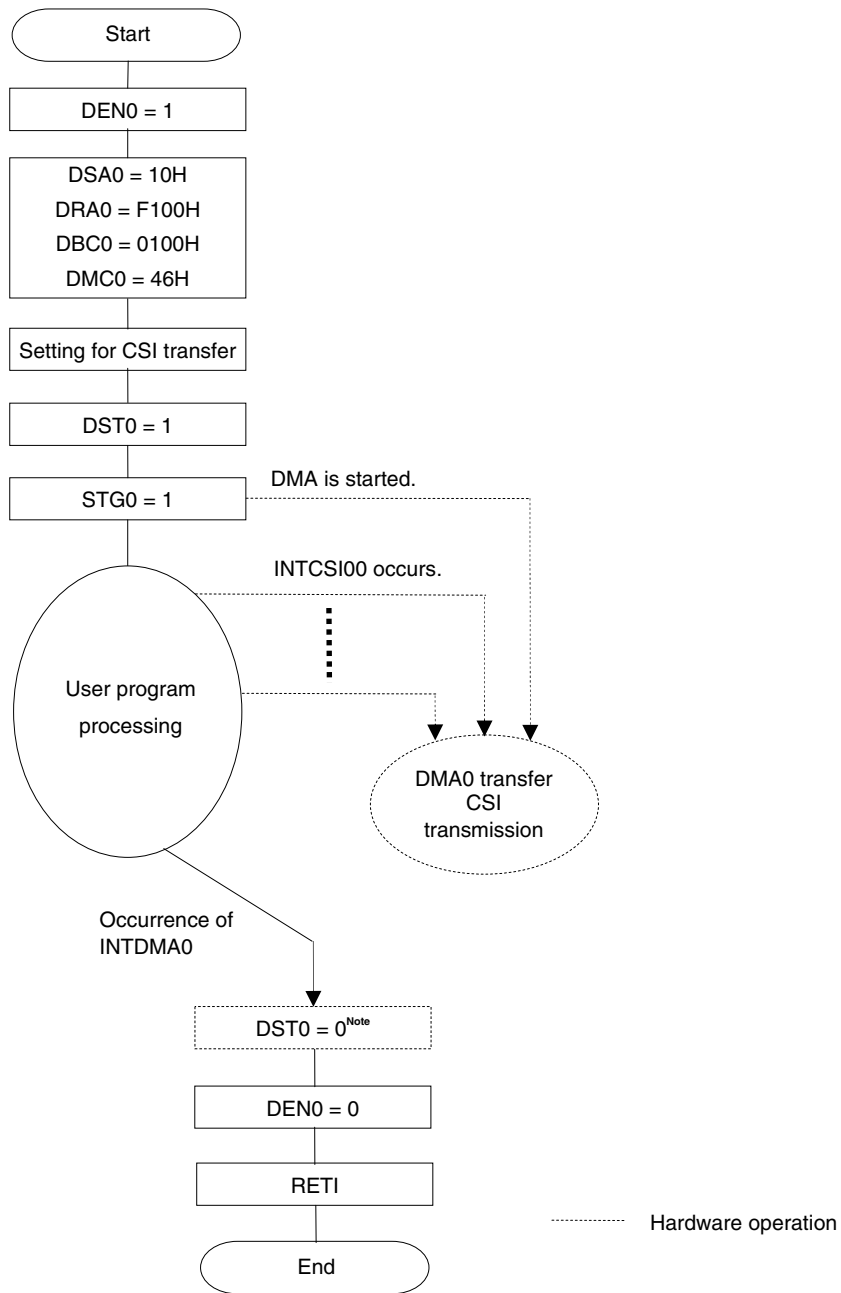 Start
DEN0 = 1
DSA0 = 10H
DRA0 = F100H
DBC0 = 0100H
DMC0 = 46H
Setting for CSI transfer
DST0 = 1
STG0 = 1
DMA is started.
INTCSI00 occurs.
User program
processing
DMA0 transfer
CSI
transmission
Occurrence of
INTDMA0
DST0 = 0Note
DEN0 = 0
RETI
Hardware operation
End